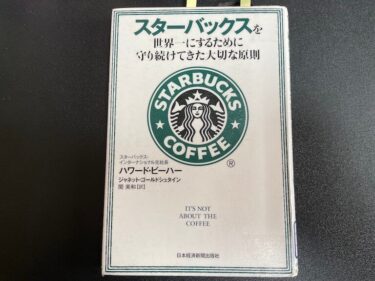 スターバックスを
世界一にするために
守り続けてきた大切な原則
STARBUCKS
COFFEE
®
スターバックス・
インターナショナル元社長
ハワード・ビーハー
ジャネット・ゴールドシュタイン
関 美和[訳]
IT'S NOT
ABOUT THE
COFFEE
日本経済新聞出版社